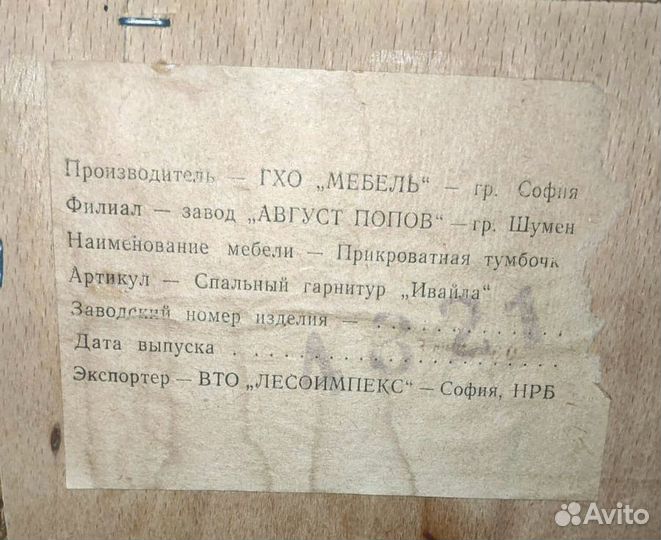 Производитель — ГХО „МЕБЕЛЬ“ — гр. София
Филиал — завод „АВГУСТ ПОПОВ“ — гр. Шумен
Наименование мебели — Прикроватная тумбочк
Артикул — Спальный гарнитур „Ивайла“
Заводский номер изделия — . . . . . . . . . . . .
Дата выпуска . . . . . . . . . . . . . . . . . . . .
Экспортер — ВТО „ЛЕСОИМПЕКС“ — София, НРБ
Avito